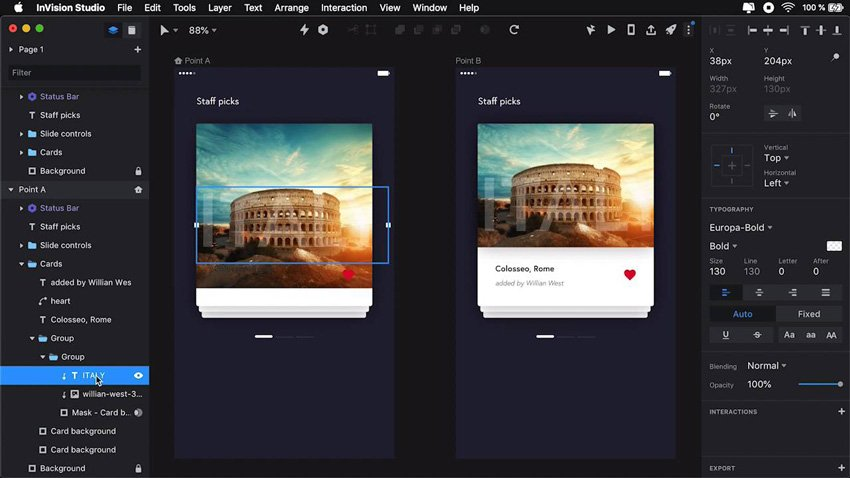 InVision Studio File Edit Tools Layer Text Arrange Interaction View Window Help 100 %
88%
Page 1
Filter
Status Bar
Staff picks
Slide controls
Cards
Background
Point A
Status Bar
Staff picks
Slide controls
Cards
added by Willian Wes
heart
Colosseo, Rome
Group
Group
ITALY
willian-west-3...
Mask - Card b...
Card background
Card background
Background
Point A
Staff picks
Point B
Staff picks
Colosseo, Rome
added by Willian West
X Y
38px 204px
Width Height
327px 130px
Rotate
0°
Vertical
Top
Horizontal
Left
TYPOGRAPHY
Europa-Bold
Bold
Size Line Letter After
130 130 0 0
Auto Fixed
U S Aa aa AA
Blending Normal
Opacity 100%
INTERACTIONS
EXPORT